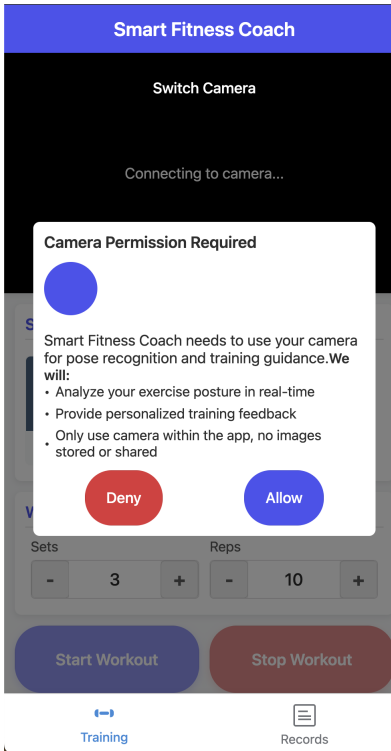 Smart Fitness Coach
Switch Camera
Connecting to camera...
Camera Permission Required
Smart Fitness Coach needs to use your camera
for pose recognition and training guidance.We
will:
• Analyze your exercise posture in real-time
• Provide personalized training feedback
• Only use camera within the app, no images
stored or shared
Deny
Allow
Sets
Reps
- 3 +
- 10 +
Start Workout
Stop Workout
Training
Records